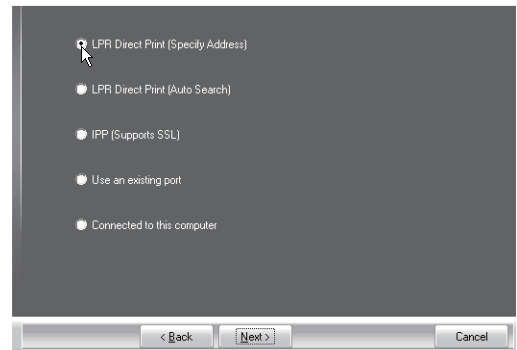 LPR Direct Print (Specify Address)
LPR Direct Print (Auto Search)
IPP (Supports SSL)
Use an existing port
Connected to this computer
< Back Next > Cancel